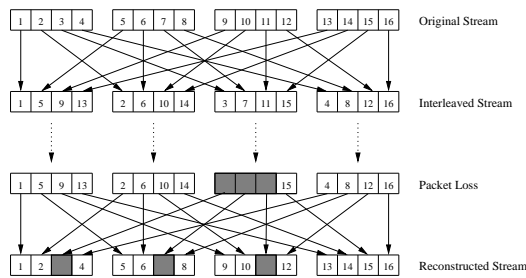 1 2 3 4 5 6 7 8 9 10 11 12 13 14 15 16 Original Stream
1 5 9 13 2 6 10 14 3 7 11 15 4 8 12 16 Interleaved Stream
1 5 9 13 2 6 10 14 15 4 8 12 16 Packet Loss
1 2 4 5 6 8 9 10 12 13 14 15 16 Reconstructed Stream